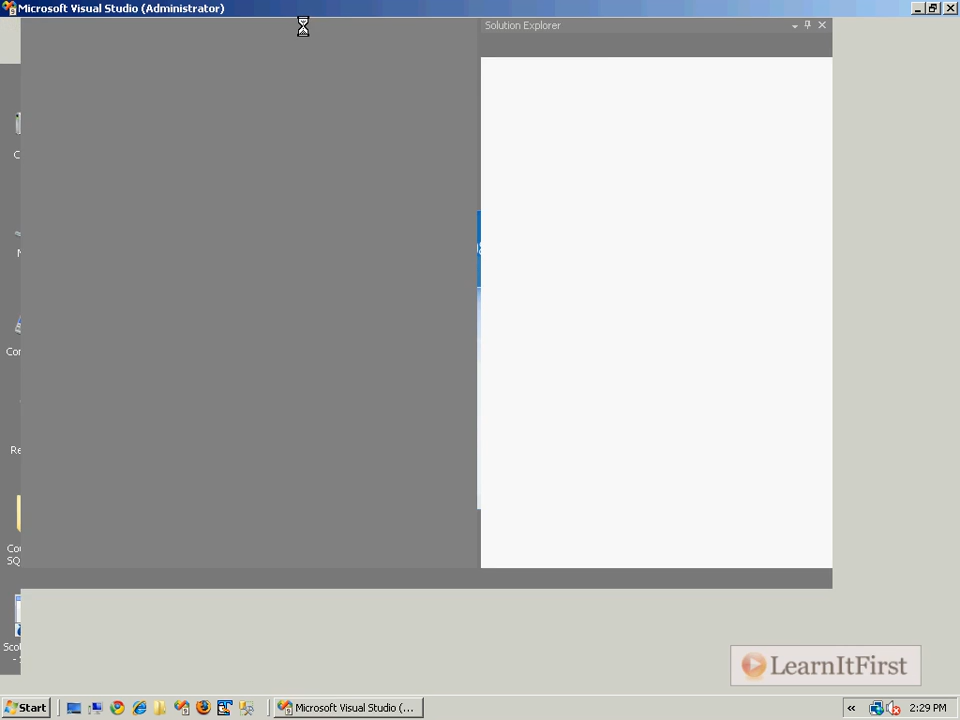 Microsoft Visual Studio (Administrator)
Solution Explorer
LearnItFirst
Start
Microsoft Visual Studio (...
«
2:29 PM